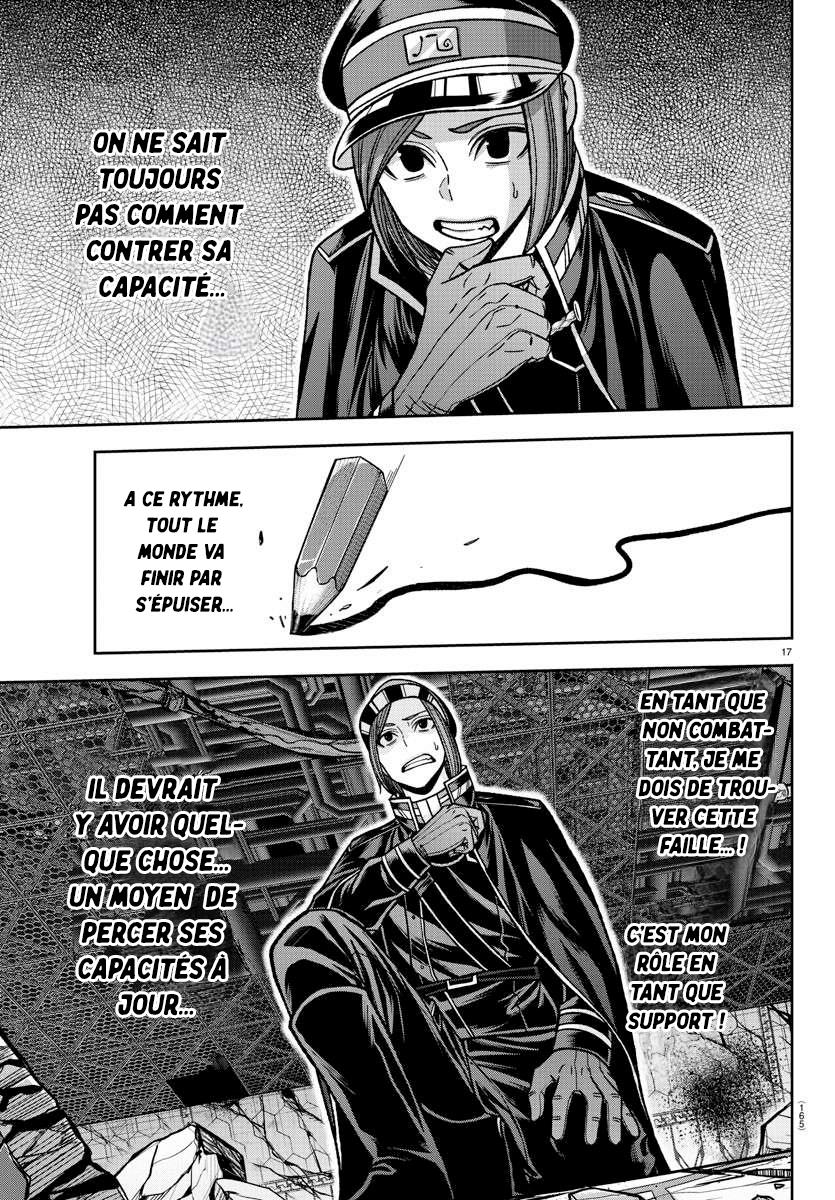 ON NE SAIT
TOUJOURS
PAS COMMENT
CONTRER SA
CAPACITÉ...
A CE RYTHME,
TOUT LE
MONDE VA
FINIR PAR
S'ÉPUISER...
17
EN TANT QUE
NON COMBAT-
TANT, JE ME
DOIS DE TROU-
VER CETTE
FAILLE... !
IL DEVRAIT
Y AVOIR QUEL-
QUE CHOSE...
UN MOYEN DE
PERCER SES
CAPACITÉS À
JOUR...
C'EST MON
RÔLE EN
TANT QUE
SUPPORT !
(165)